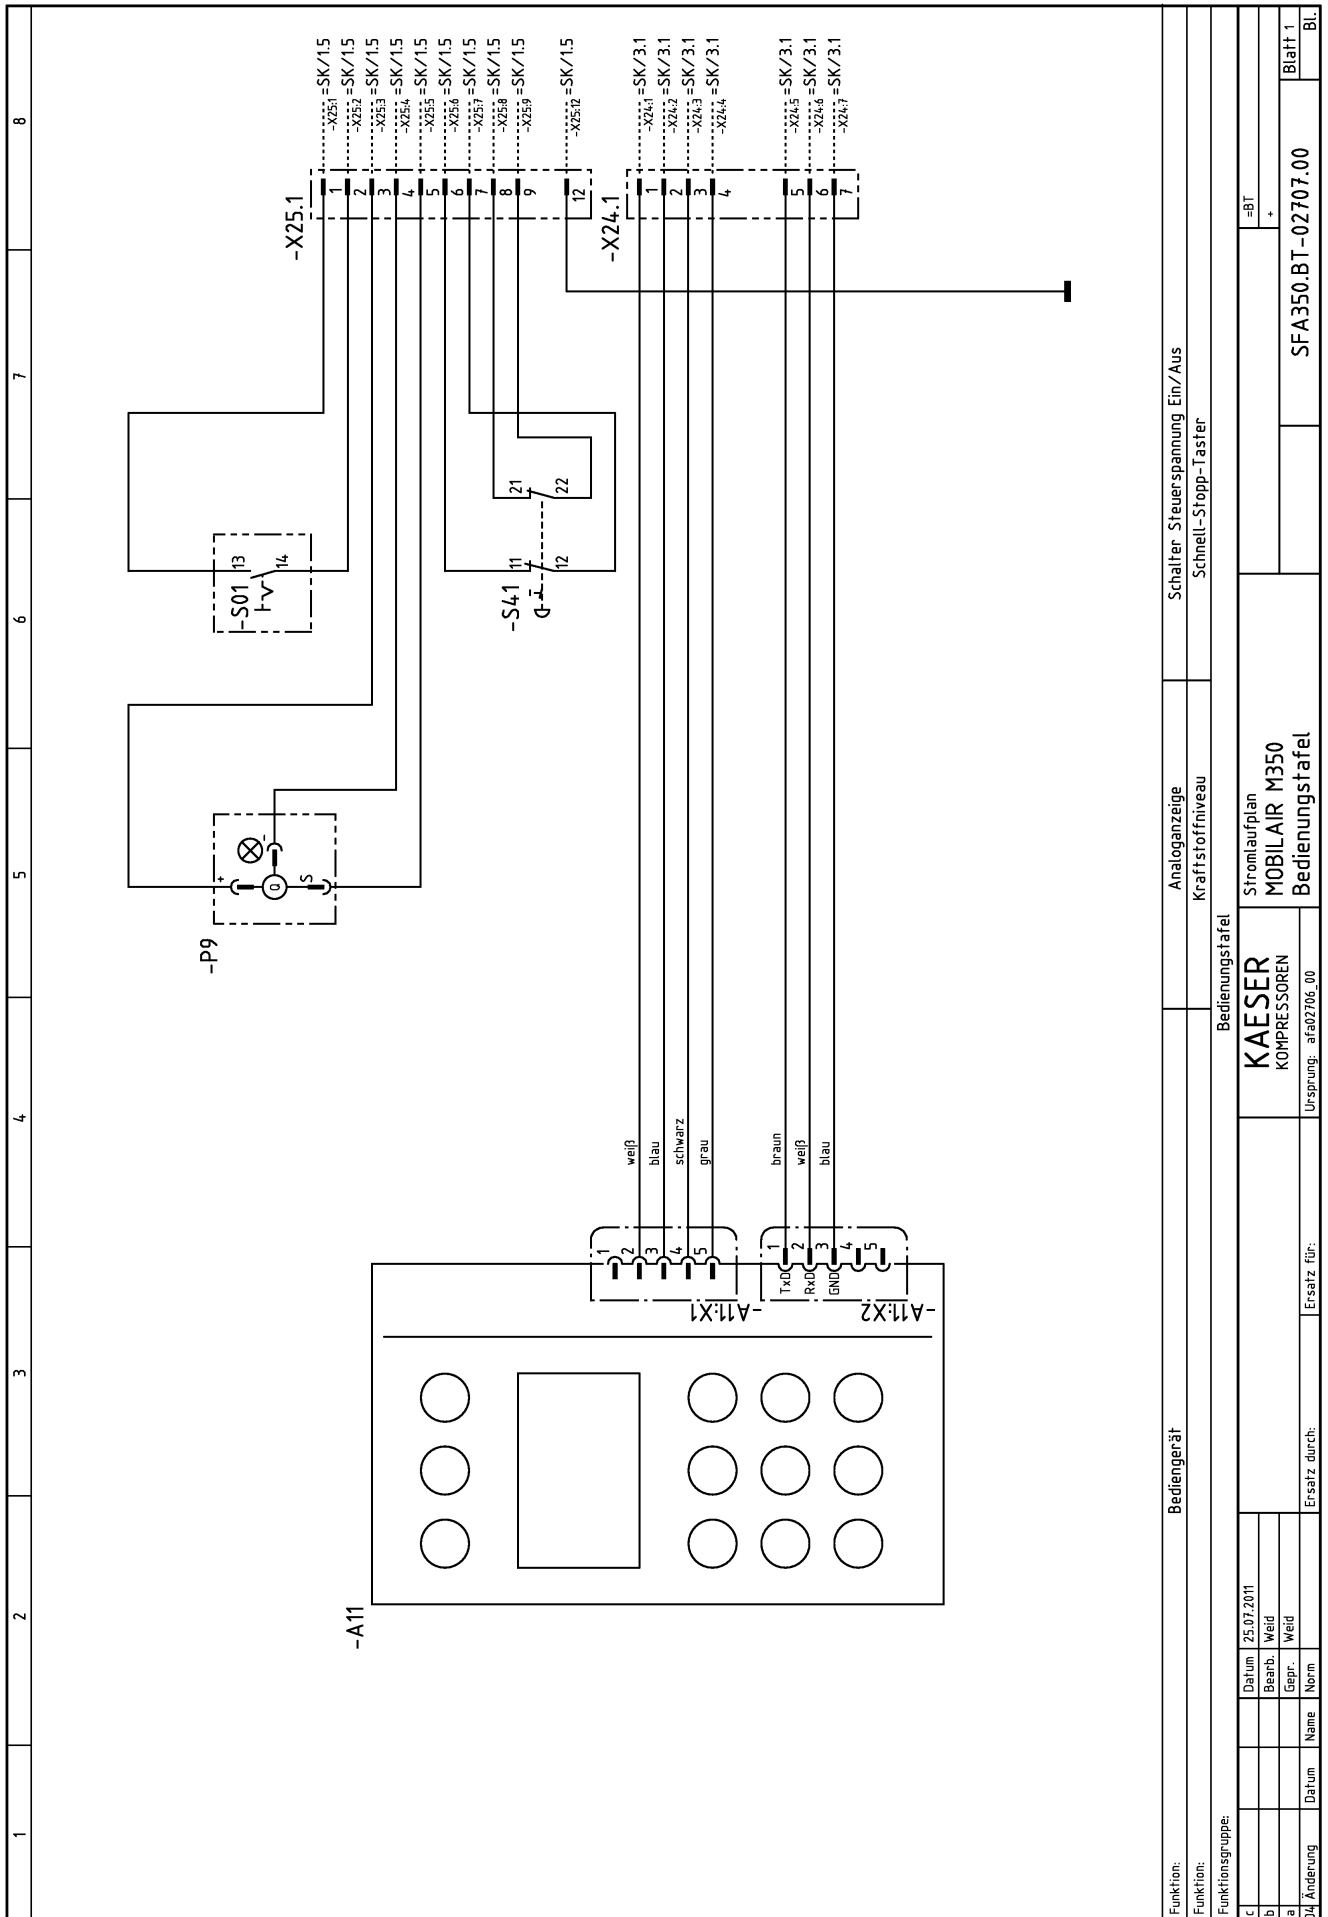 1
2
3
4
5
6
7
8
-A11
-P9
+
-
S
Q
-S01
13
14
-S41
11
12
21
22
-X25.1
1
2
3
4
5
6
7
8
9
12
=SK/1.5
-X25:1
=SK/1.5
-X25:2
=SK/1.5
-X25:3
=SK/1.5
-X25:4
=SK/1.5
-X25:5
=SK/1.5
-X25:6
=SK/1.5
-X25:7
=SK/1.5
-X25:8
=SK/1.5
-X25:9
=SK/1.5
-X25:12
-X24.1
1
2
3
4
5
6
7
=SK/3.1
-X24:1
=SK/3.1
-X24:2
=SK/3.1
-X24:3
=SK/3.1
-X24:4
=SK/3.1
-X24:5
=SK/3.1
-X24:6
=SK/3.1
-X24:7
-A11:X1
1
2
3
4
5
weiß
blau
schwarz
grau
-A11:X2
1
2
3
4
5
TxD
RxD
GND
braun
weiß
blau
Funktion: Bediengerät Analoganzeige Schalter Steuerspannung Ein/Aus
Funktion: Kraftstoffniveau Schnell-Stopp-Taster
Funktionsgruppe: Bedienungstafel
c Datum 25.07.2011
b Bearb. Weid
a Gepr. Weid
04 Änderung Datum Name Norm
Ersatz durch: Ersatz für: Ursprung: afa02706_00
KAESER
KOMPRESSOREN
Stromlaufplan
MOBILAIR M350
Bedienungstafel
=BT
+
SFA350.BT-02707.00
Blatt 1
Bl.